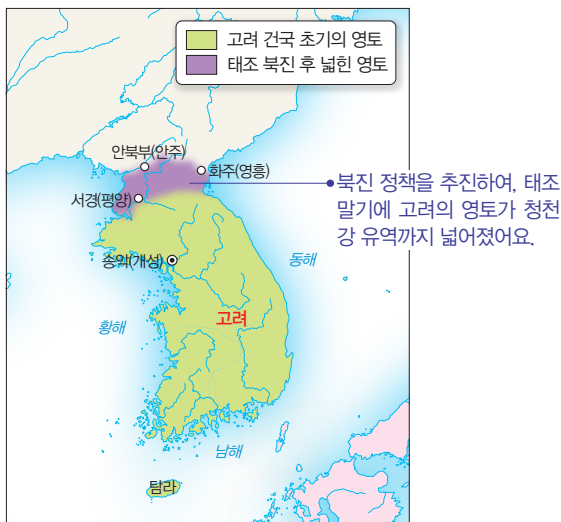 고려 건국 초기의 영토
태조 북진 후 넓힌 영토
안북부(안주)
화주(영흥)
서경(평양)
북진 정책을 추진하여, 태조
말기에 고려의 영토가 청천
강 유역까지 넓어졌어요.
송악(개성)
동해
고려
황해
남해
탐라